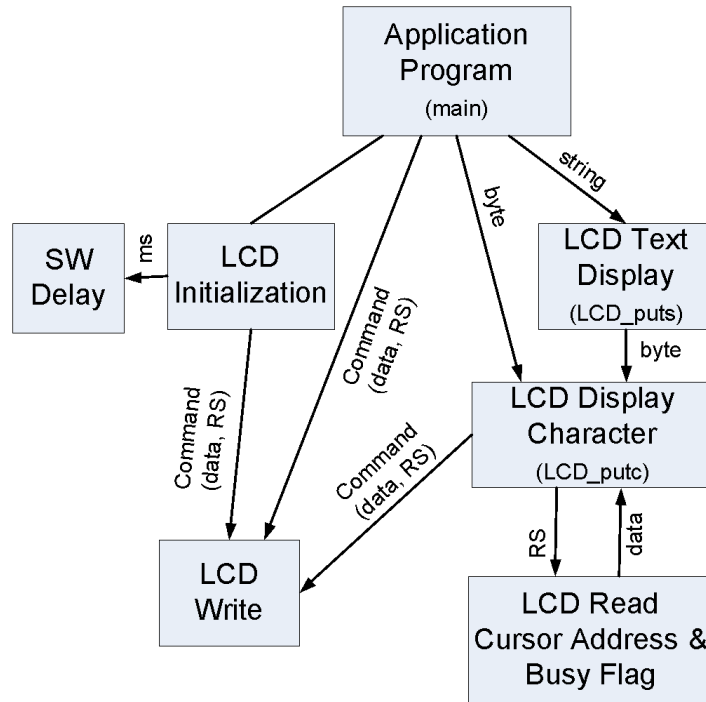 Application
Program
(main)
string
byte
SW
Delay
ms
LCD
Initialization
LCD Text
Display
(LCD_puts)
Command
(data, RS)
byte
Command
(data, RS)
Command
(data, RS)
LCD Display
Character
(LCD_putc)
RS
data
LCD
Write
LCD Read
Cursor Address &
Busy Flag